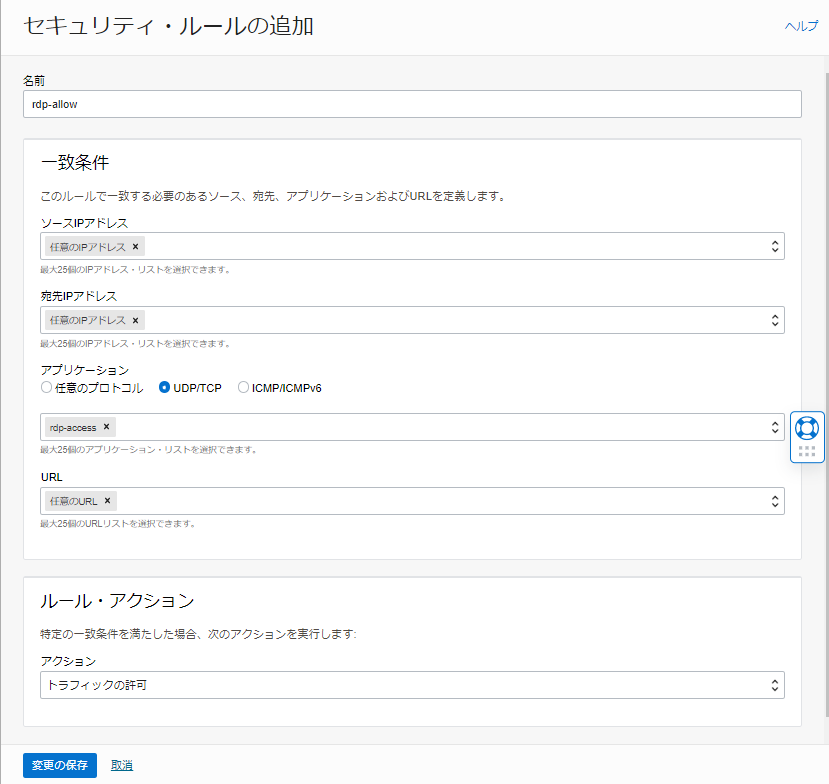 セキュリティ・ルールの追加
ヘルプ
名前
rdp-allow
一致条件
このルールで一致する必要のあるソース、宛先、アプリケーションおよびURLを定義します。
ソースIPアドレス
任意のIPアドレス ×
最大25個のIPアドレス・リストを選択できます。
宛先IPアドレス
任意のIPアドレス ×
最大25個のIPアドレス・リストを選択できます。
アプリケーション
任意のプロトコル UDP/TCP ICMP/ICMPv6
rdp-access ×
最大25個のアプリケーション・リストを選択できます。
URL
任意のURL ×
最大25個のURLリストを選択できます。
ルール・アクション
特定の一致条件を満たした場合、次のアクションを実行します:
アクション
トラフィックの許可
変更の保存 取消